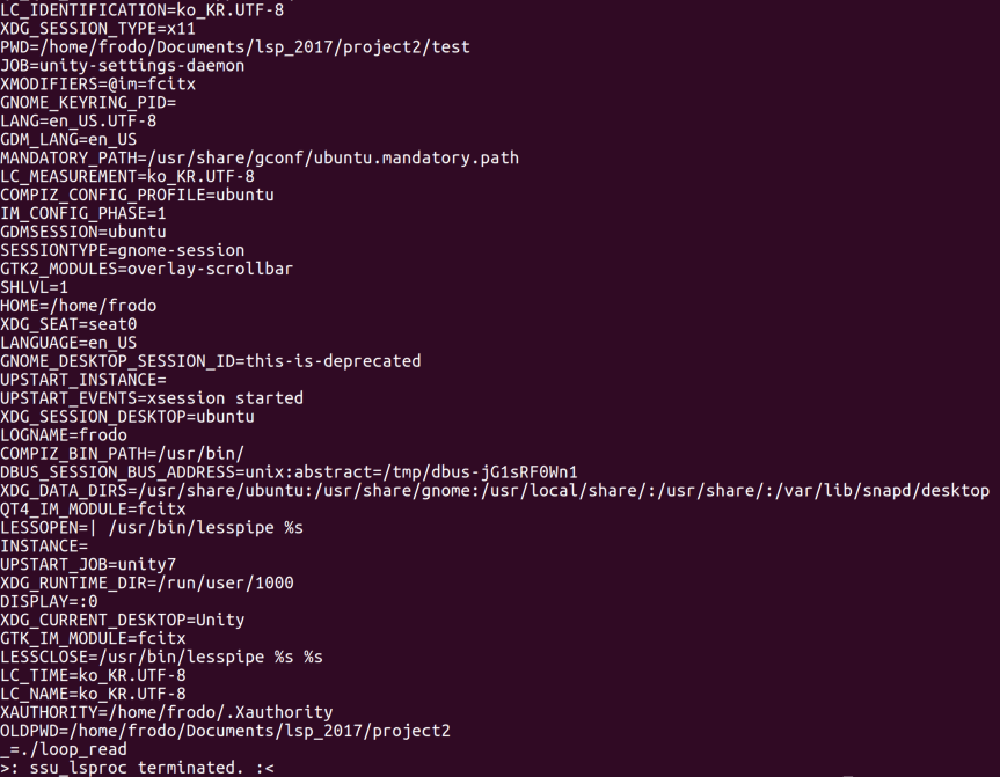 LC_IDENTIFICATION=ko_KR.UTF-8
XDG_SESSION_TYPE=x11
PWD=/home/frodo/Documents/lsp_2017/project2/test
JOB=unity-settings-daemon
XMODIFIERS=@im=fcitx
GNOME_KEYRING_PID=
LANG=en_US.UTF-8
GDM_LANG=en_US
MANDATORY_PATH=/usr/share/gconf/ubuntu.mandatory.path
LC_MEASUREMENT=ko_KR.UTF-8
COMPIZ_CONFIG_PROFILE=ubuntu
IM_CONFIG_PHASE=1
GDMSESSION=ubuntu
SESSIONTYPE=gnome-session
GTK2_MODULES=overlay-scrollbar
SHLVL=1
HOME=/home/frodo
XDG_SEAT=seat0
LANGUAGE=en_US
GNOME_DESKTOP_SESSION_ID=this-is-deprecated
UPSTART_INSTANCE=
UPSTART_EVENTS=xsession started
XDG_SESSION_DESKTOP=ubuntu
LOGNAME=frodo
COMPIZ_BIN_PATH=/usr/bin/
DBUS_SESSION_BUS_ADDRESS=unix:abstract=/tmp/dbus-jG1sRF0Wn1
XDG_DATA_DIRS=/usr/share/ubuntu:/usr/share/gnome:/usr/local/share/:/usr/share/:/var/lib/snapd/desktop
QT4_IM_MODULE=fcitx
LESSOPEN=| /usr/bin/lesspipe %s
INSTANCE=
UPSTART_JOB=unity7
XDG_RUNTIME_DIR=/run/user/1000
DISPLAY=:0
XDG_CURRENT_DESKTOP=Unity
GTK_IM_MODULE=fcitx
LESSCLOSE=/usr/bin/lesspipe %s %s
LC_TIME=ko_KR.UTF-8
LC_NAME=ko_KR.UTF-8
XAUTHORITY=/home/frodo/.Xauthority
OLDPWD=/home/frodo/Documents/lsp_2017/project2
_=./loop_read
>: ssu_lsproc terminated. :<